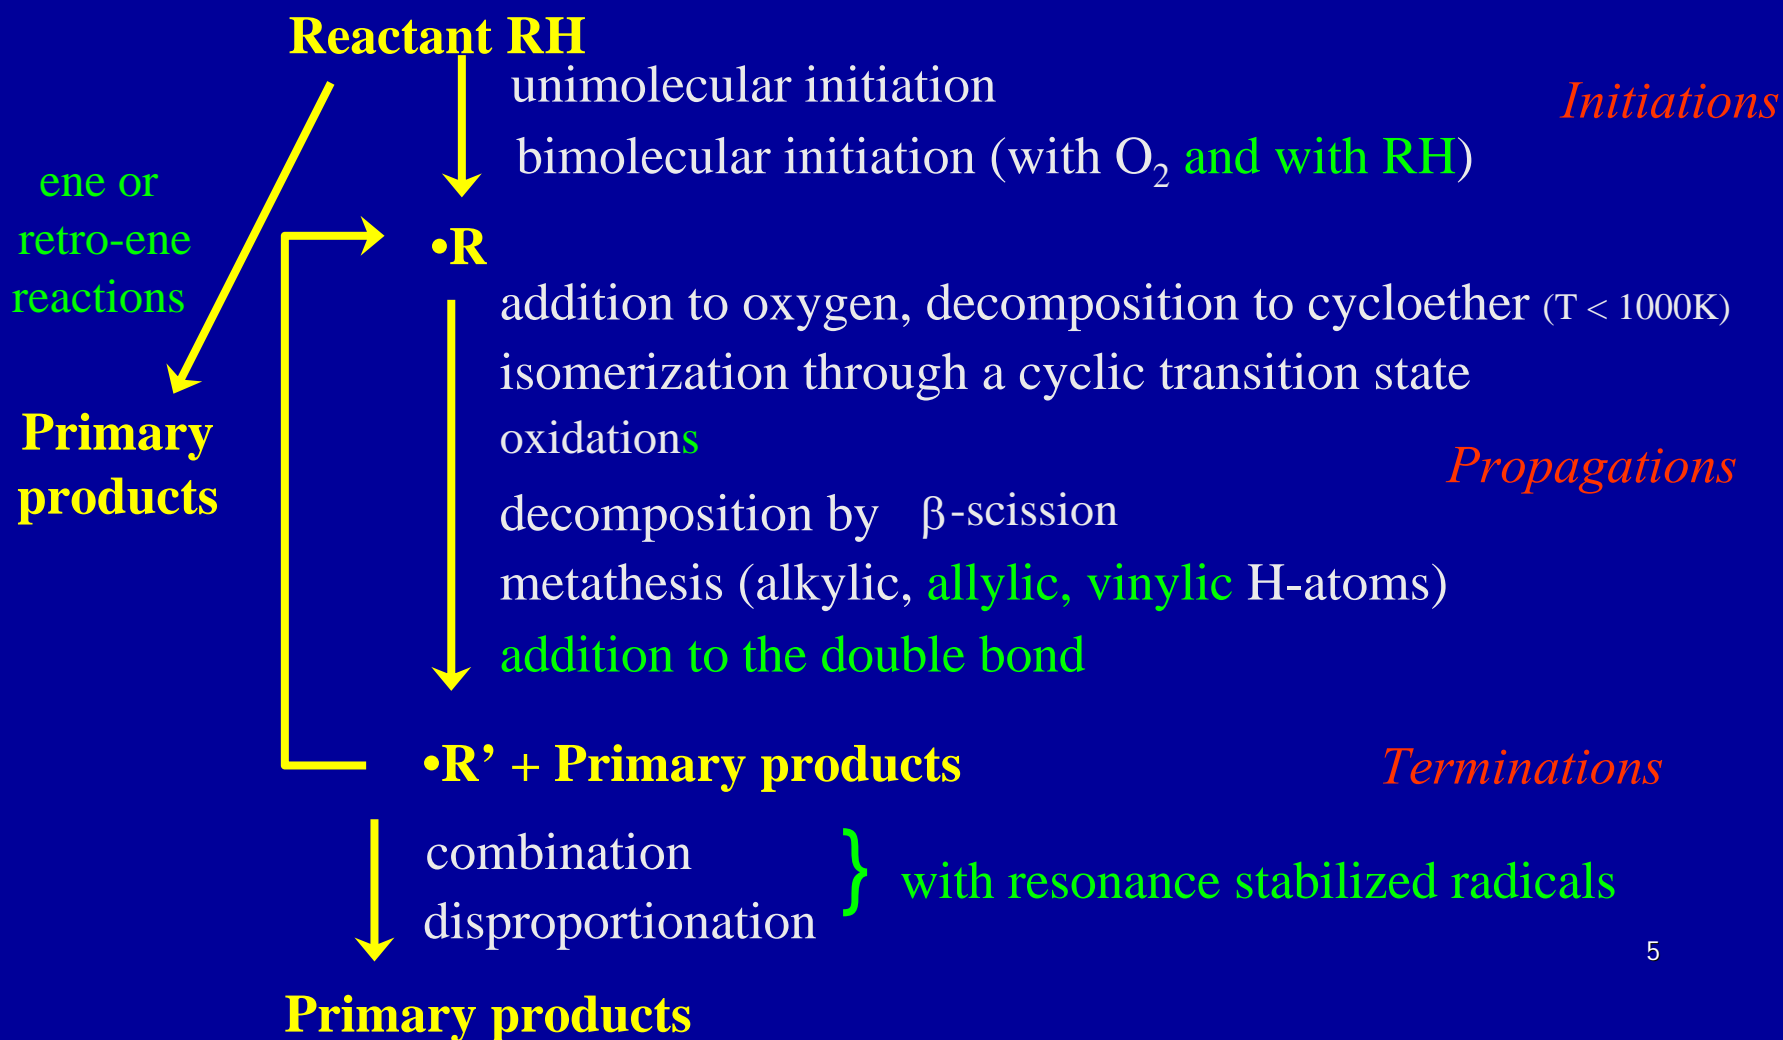 Reactant RH
unimolecular initiation
Initiations
bimolecular initiation (with O₂ and with RH)
ene or
retro-ene
reactions
•R
addition to oxygen, decomposition to cycloether (T < 1000K)
isomerization through a cyclic transition state
Primary
products
oxidations
Propagations
decomposition by β-scission
metathesis (alkylic, allylic, vinylic H-atoms)
addition to the double bond
•R’ + Primary products
Terminations
combination
disproportionation
} with resonance stabilized radicals
5
Primary products